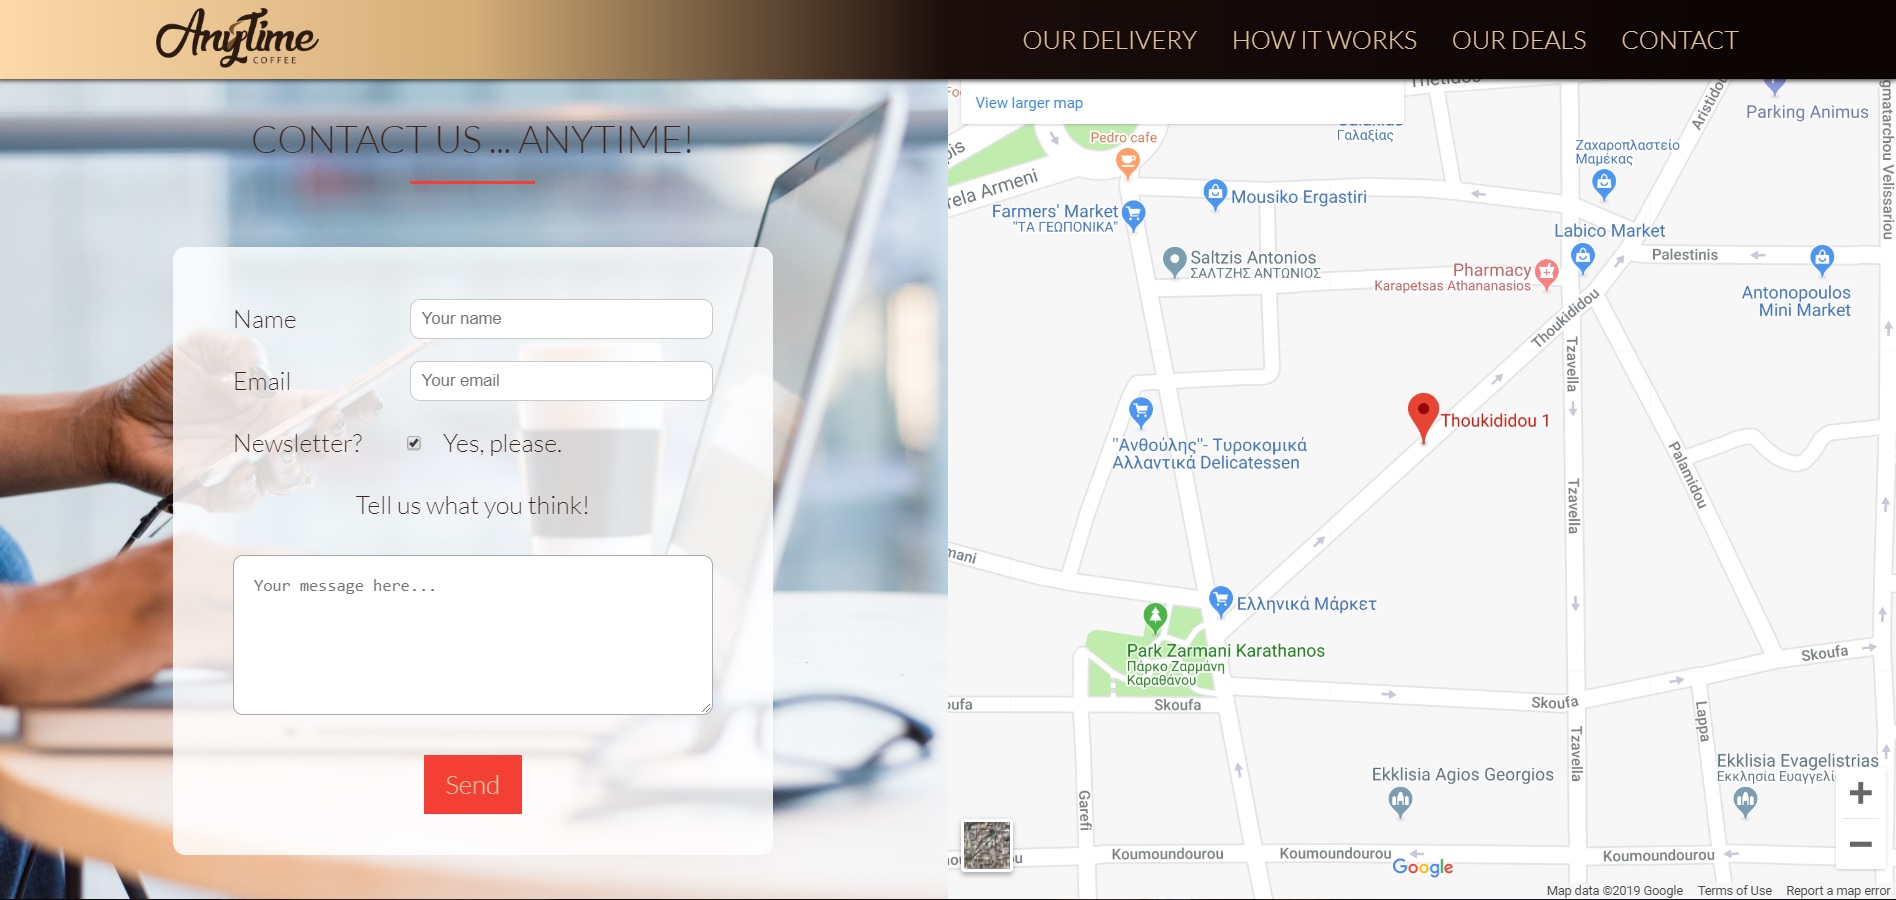 AnyTime
COFFEE
OUR DELIVERY
HOW IT WORKS
OUR DEALS
CONTACT
CONTACT US ... ANYTIME!
Name
Your name
Email
Your email
Newsletter?
Yes, please.
Tell us what you think!
Your message here...
Send
View larger map
Thetidos
Γαλαξίας
Pedro cafe
Aristidou
Parking Animus
Ζαχαροπλαστείο
Μαμέκας
gmatarchou Velissariou
rela Armeni
Mousiko Ergastiri
Farmers' Market
"ΤΑ ΓΕΩΠΟΝΙΚΑ"
Labico Market
Palestinis
Saltzis Antonios
ΣΑΛΤΖΗΣ ΑΝΤΩΝΙΟΣ
Pharmacy
Karapetsas Athananasios
Antonopoulos
Mini Market
Thoukididou
Tzavella
Thoukididou 1
"Ανθούλης"- Τυροκομικά
Αλλαντικά Delicatessen
Palamidou
Tzavella
mani
Ελληνικά Μάρκετ
Park Zarmani Karathanos
Πάρκο Ζαρμάνη
Καραθάνου
Skoufa
oufa
Skoufa
Skoufa
Lappa
Tzavella
Ekklisia Evagelistrias
Εκκλησία Ευαγγελί
Ekklisia Agios Georgios
Garefi
Koumoundourou
Koumoundourou
Koumoundourou
Google
Map data ©2019 Google
Terms of Use
Report a map error